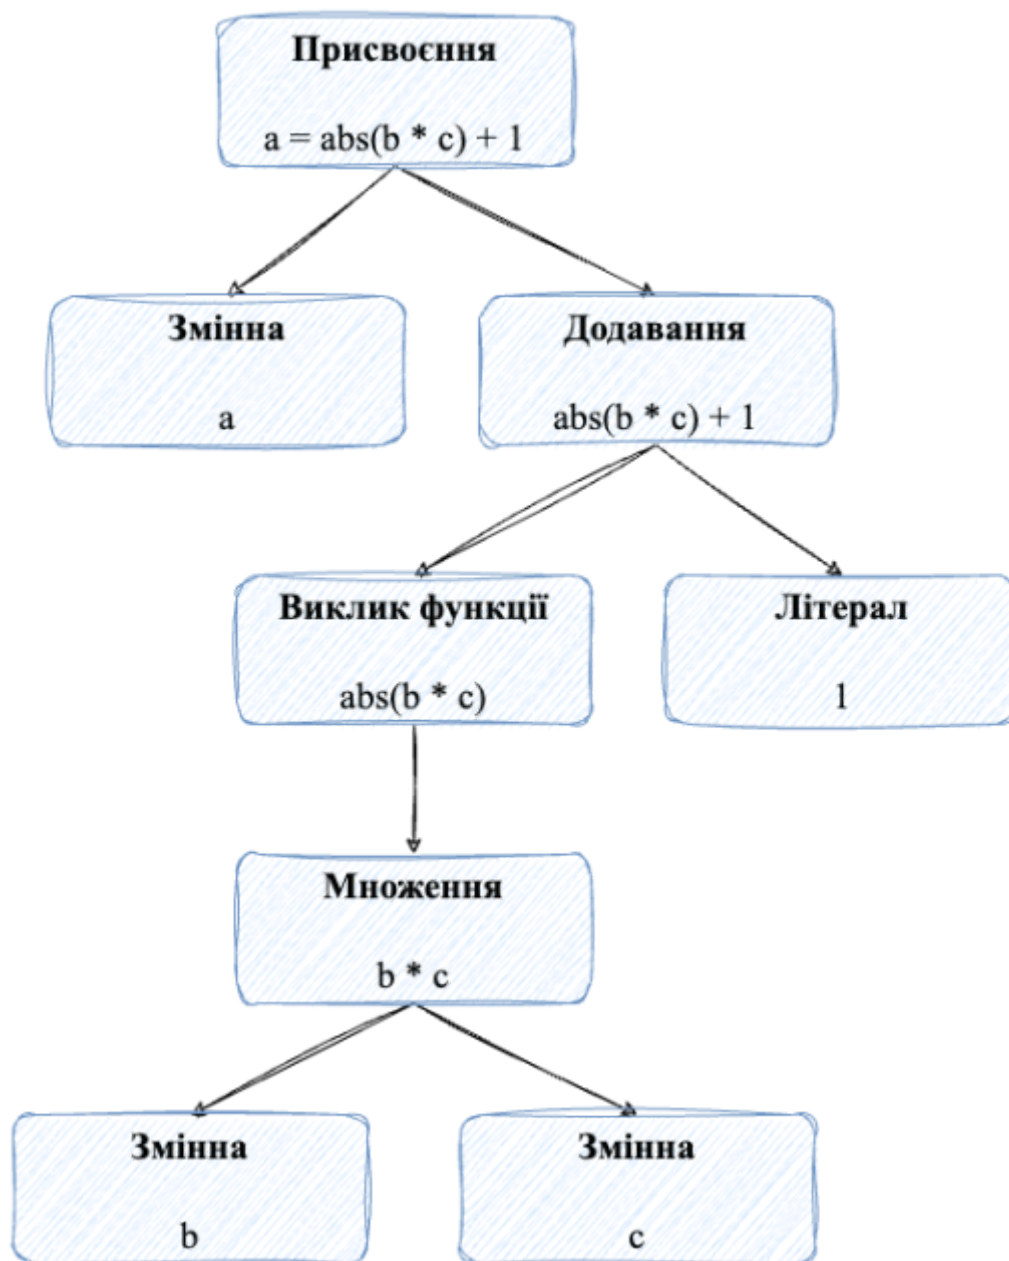 Присвоєння
a = abs(b * c) + 1
Змінна
a
Додавання
abs(b * c) + 1
Виклик функції
abs(b * c)
Літерал
1
Множення
b * c
Змінна
b
Змінна
c